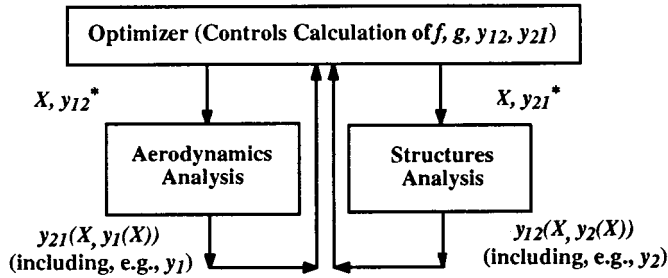 Optimizer (Controls Calculation of f, g, y12, y21)
X, y12*
X, y21*
Aerodynamics
Analysis
Structures
Analysis
y21(X, y1(X))
(including, e.g., y1)
y12(X, y2(X))
(including, e.g., y2)